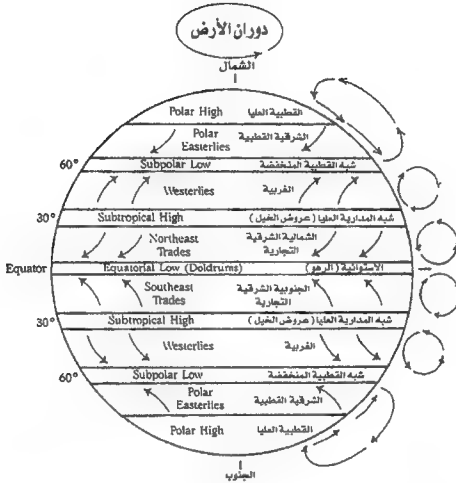 دوران الأرض
الشمال
Polar High القطبية العليا
Polar الشرقية القطبية
Easterlies
60°
Subpolar Low شبه القطبية المنخفضة
Westerlies الغربية
30°
Subtropical High شبه المدارية العليا (عروض الخيل)
Northeast الشمالية الشرقية
Trades التجارية
Equator Equatorial Low (Doldrums) الاستوائية (الرهو)
Southeast الجنوبية الشرقية
Trades التجارية
30°
Subtropical High شبه المدارية العليا (عروض الخيل)
Westerlies الغربية
60°
Subpolar Low شبه القطبية المنخفضة
Polar الشرقية القطبية
Easterlies
Polar High القطبية العليا
الجنوب